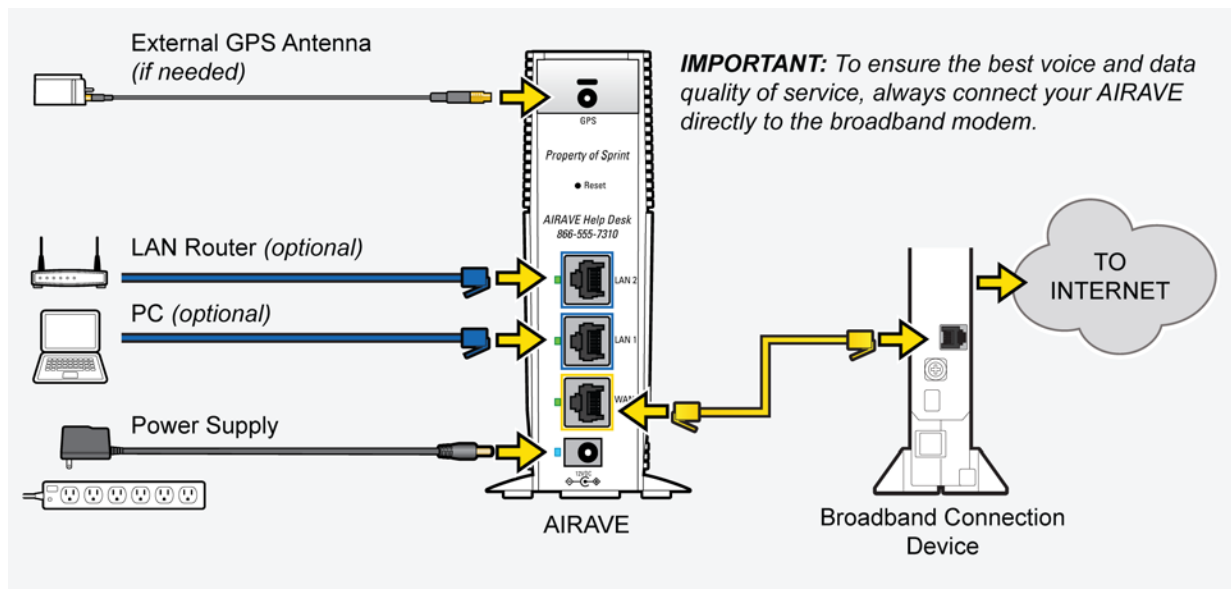 External GPS Antenna
(if needed)
IMPORTANT: To ensure the best voice and data
quality of service, always connect your AIRAVE
directly to the broadband modem.
GPS
Property of Sprint
Reset
AIRAVE Help Desk
866-555-7310
LAN Router (optional)
LAN 2
TO
INTERNET
PC (optional)
LAN 1
WAN
Power Supply
12VDC
AIRAVE
Broadband Connection
Device